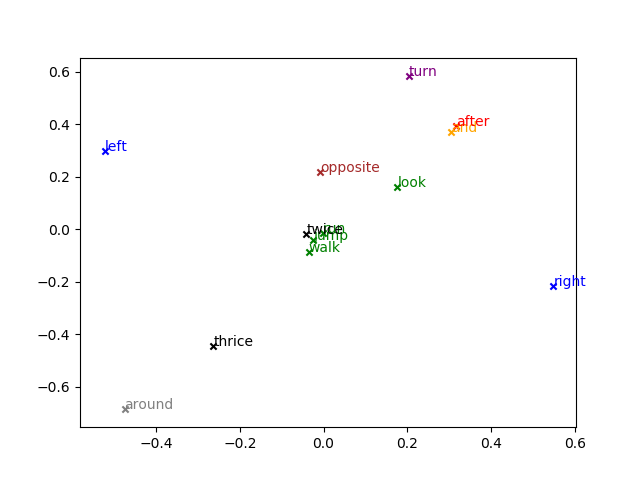 0.6
turn
0.4
after
and
left
0.2
opposite
look
0.0
twice
run
jump
walk
−0.2
right
−0.4
thrice
−0.6
around
−0.4 −0.2 0.0 0.2 0.4 0.6